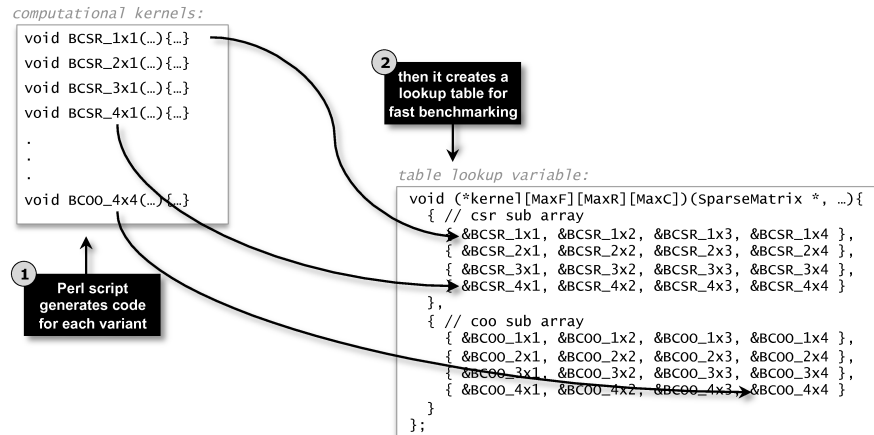 computational kernels:
void BCSR_1x1(…){…}
void BCSR_2x1(…){…}
void BCSR_3x1(…){…}
void BCSR_4x1(…){…}
.
.
.
void BCOO_4x4(…){…}
1
Perl script
generates code
for each variant
2
then it creates a
lookup table for
fast benchmarking
table lookup variable:
void (*kernel[MaxF][MaxR][MaxC])(SparseMatrix *, …){
{ // csr sub array
{ &BCSR_1x1, &BCSR_1x2, &BCSR_1x3, &BCSR_1x4 },
{ &BCSR_2x1, &BCSR_2x2, &BCSR_2x3, &BCSR_2x4 },
{ &BCSR_3x1, &BCSR_3x2, &BCSR_3x3, &BCSR_3x4 },
{ &BCSR_4x1, &BCSR_4x2, &BCSR_4x3, &BCSR_4x4 }
},
{ // coo sub array
{ &BCOO_1x1, &BCOO_1x2, &BCOO_1x3, &BCOO_1x4 },
{ &BCOO_2x1, &BCOO_2x2, &BCOO_2x3, &BCOO_2x4 },
{ &BCOO_3x1, &BCOO_3x2, &BCOO_3x3, &BCOO_3x4 },
{ &BCOO_4x1, &BCOO_4x2, &BCOO_4x3, &BCOO_4x4 }
}
};